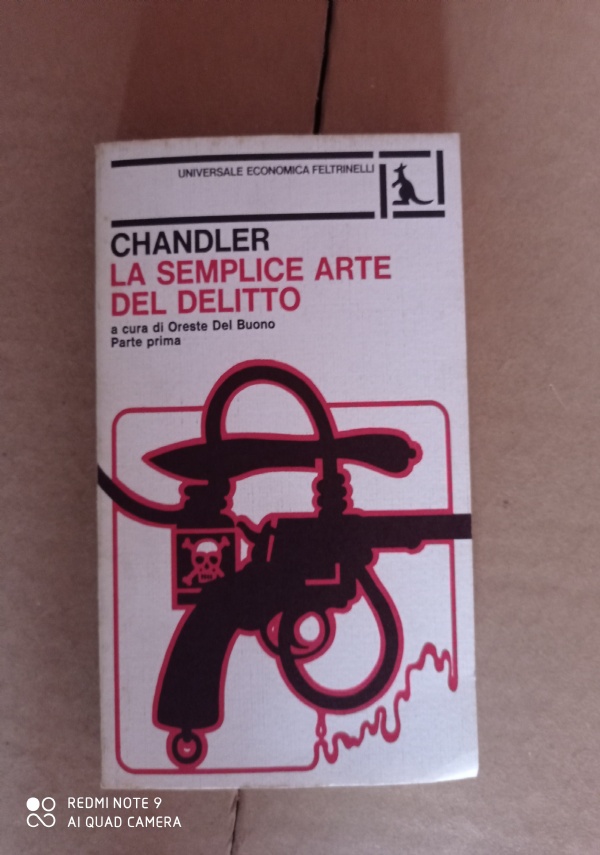 UNIVERSALE ECONOMICA FELTRINELLI
CHANDLER
LA SEMPLICE ARTE
DEL DELITTO
a cura di Oreste Del Buono
Parte prima
REDMI NOTE 9
AI QUAD CAMERA